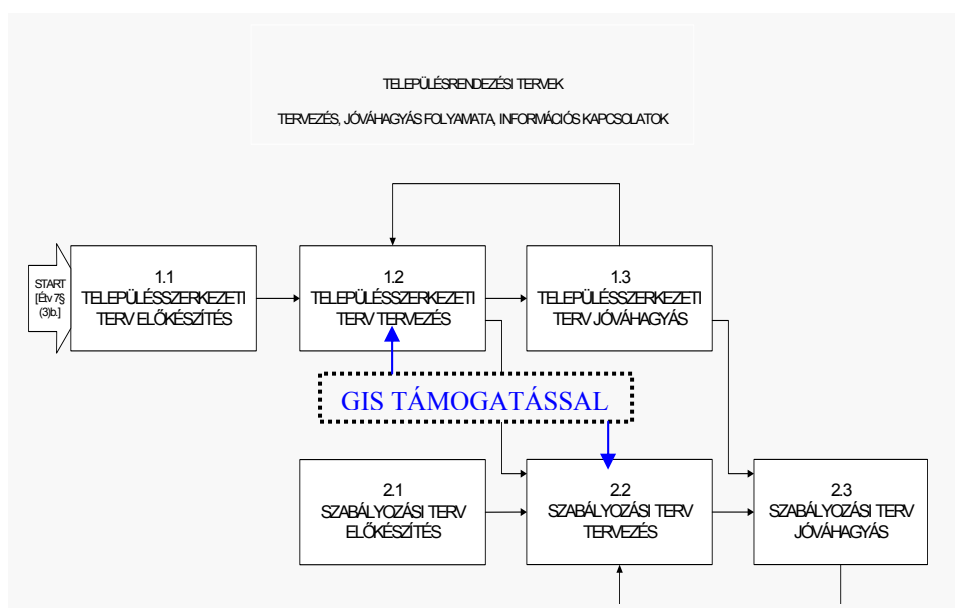 TELEPÜLÉSRENDEZÉSI TERVEK
TERVEZÉS, JÓVÁHAGYÁS FOLYAMATA, INFORMÁCIÓS KAPCSOLATOK
START
[Étv 7§
(3)b.]
1.1
TELEPÜLÉSSZERKEZETI
TERV ELŐKÉSZÍTÉS
1.2
TELEPÜLÉSSZERKEZETI
TERV TERVEZÉS
1.3
TELEPÜLÉSSZERKEZETI
TERV JÓVÁHAGYÁS
GIS TÁMOGATÁSSAL
2.1
SZABÁLYOZÁSI TERV
ELŐKÉSZÍTÉS
2.2
SZABÁLYOZÁSI TERV
TERVEZÉS
2.3
SZABÁLYOZÁSI TERV
JÓVÁHAGYÁS